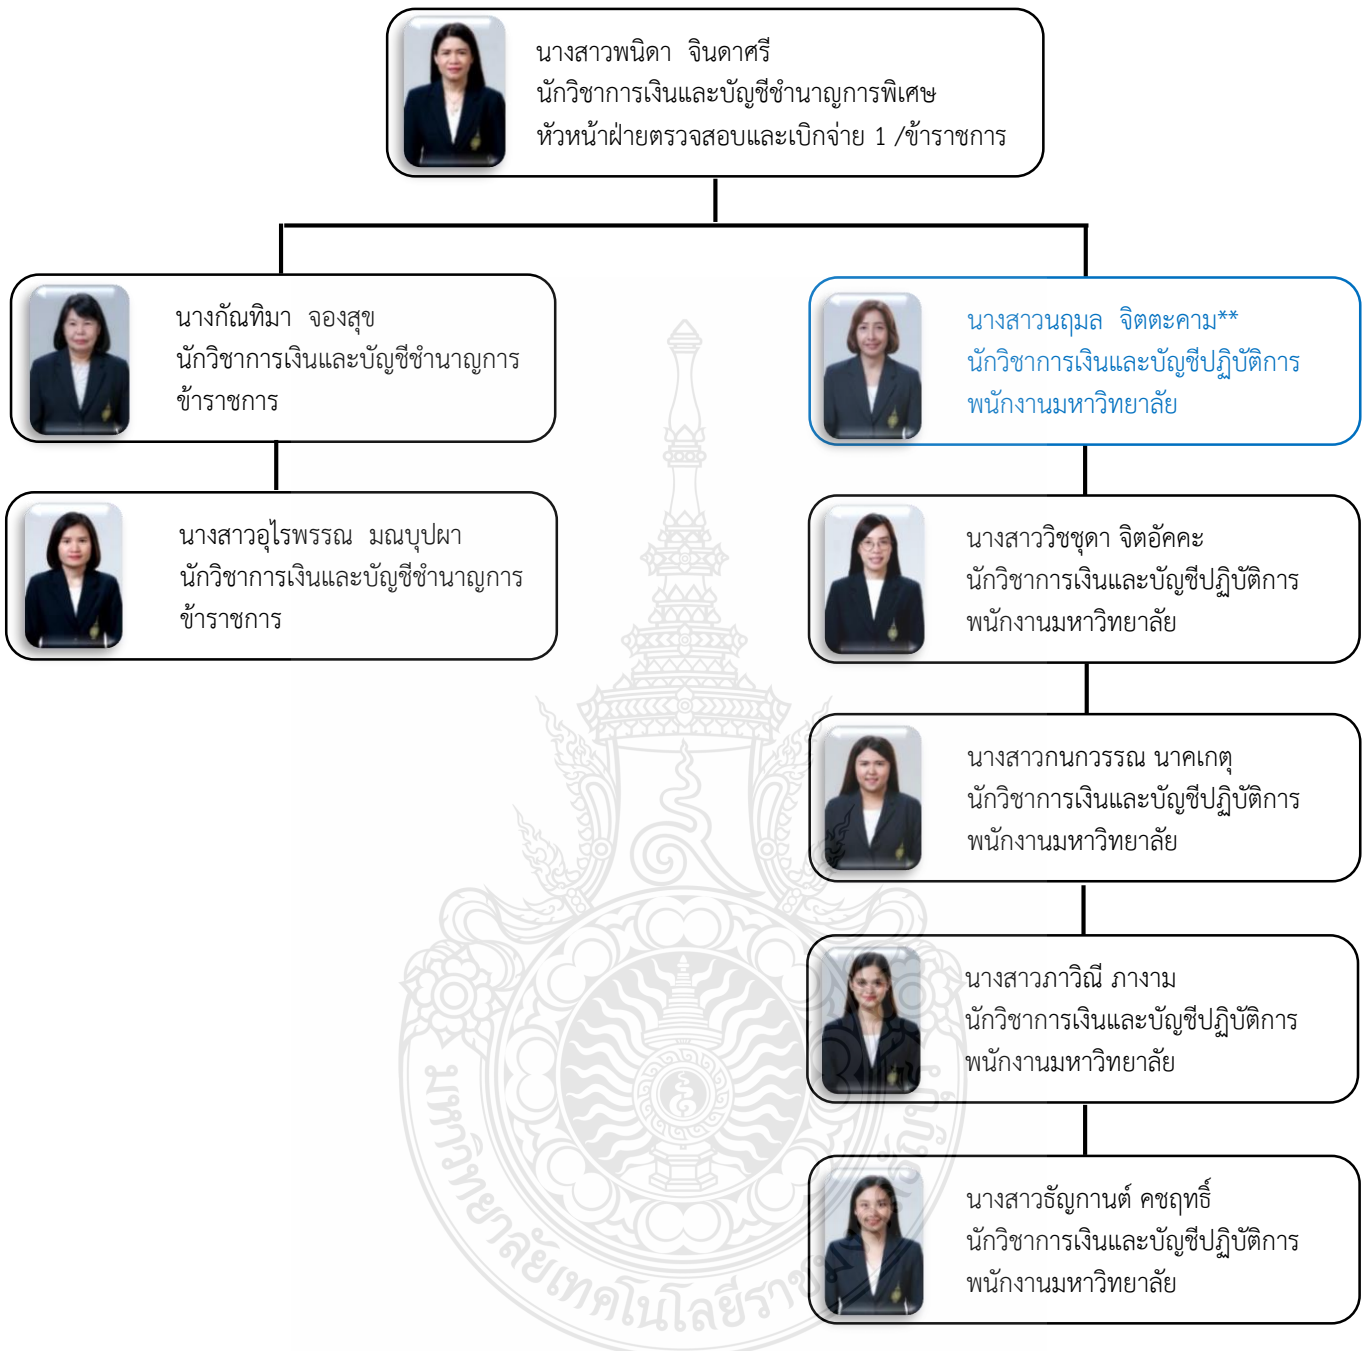 นางสาวพนิดา จินดาศรี
นักวิชาการเงินและบัญชีชำนาญการพิเศษ
หัวหน้าฝ่ายตรวจสอบและเบิกจ่าย 1 /ข้าราชการ
นางกัณทิมา จองสุข
นักวิชาการเงินและบัญชีชำนาญการ
ข้าราชการ
นางสาวอุไรพรรณ มณบุปผา
นักวิชาการเงินและบัญชีชำนาญการ
ข้าราชการ
นางสาวนฤมล จิตตะคาม**
นักวิชาการเงินและบัญชีปฏิบัติการ
พนักงานมหาวิทยาลัย
นางสาววิชชุดา จิตอัคคะ
นักวิชาการเงินและบัญชีปฏิบัติการ
พนักงานมหาวิทยาลัย
นางสาวกนกวรรณ นาคเกตุ
นักวิชาการเงินและบัญชีปฏิบัติการ
พนักงานมหาวิทยาลัย
นางสาวภาวิณี ภางาม
นักวิชาการเงินและบัญชีปฏิบัติการ
พนักงานมหาวิทยาลัย
นางสาวธัญกานต์ คชฤทธิ์
นักวิชาการเงินและบัญชีปฏิบัติการ
พนักงานมหาวิทยาลัย
มหาวิทยาลัยเทคโนโลยีราชม